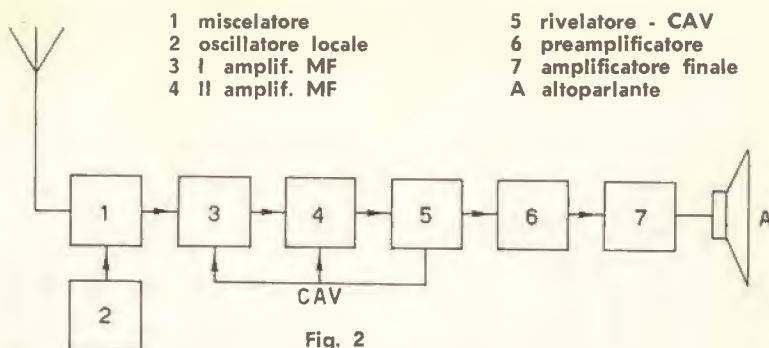 1 miscelatore
2 oscillatore locale
3 I amplif. MF
4 II amplif. MF
5 rivelatore - CAV
6 preamplificatore
7 amplificatore finale
A altoparlante
1
3
4
5
6
7
A
CAV
2
Fig. 2